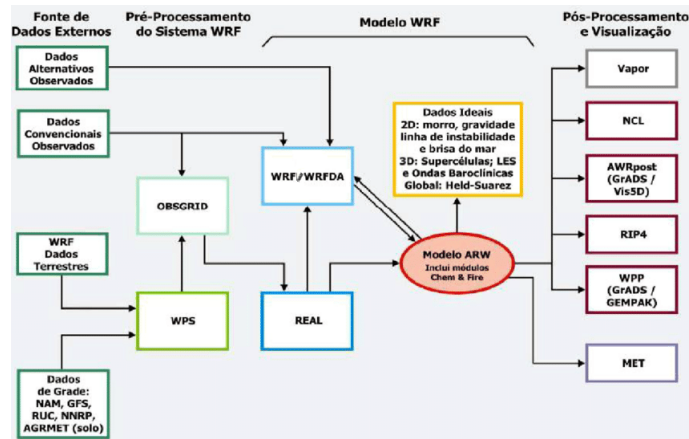 Fonte de
Dados Externos
Pré-Processamento
do Sistema WRF
Modelo WRF
Pós-Processamento
e Visualização
Dados
Alternativos
Observados
Dados
Convencionais
Observados
WRF
Dados
Terrestres
Dados
de Grade:
NAM, GFS,
RUC, NNRP,
AGRMET (solo)
OBSGRID
WPS
WRF/WRFDA
REAL
Dados Ideais
2D: morro, gravidade
linha de instabilidade
e brisa do mar
3D: Supercélulas; LES
e Ondas Baroclínicas
Global: Held-Suarez
Modelo ARW
Inclui módulos
Chem & Fire
Vapor
NCL
AWRpost
(GrADS /
Vis5D)
RIP4
WPP
(GrADS /
GEMPAK)
MET